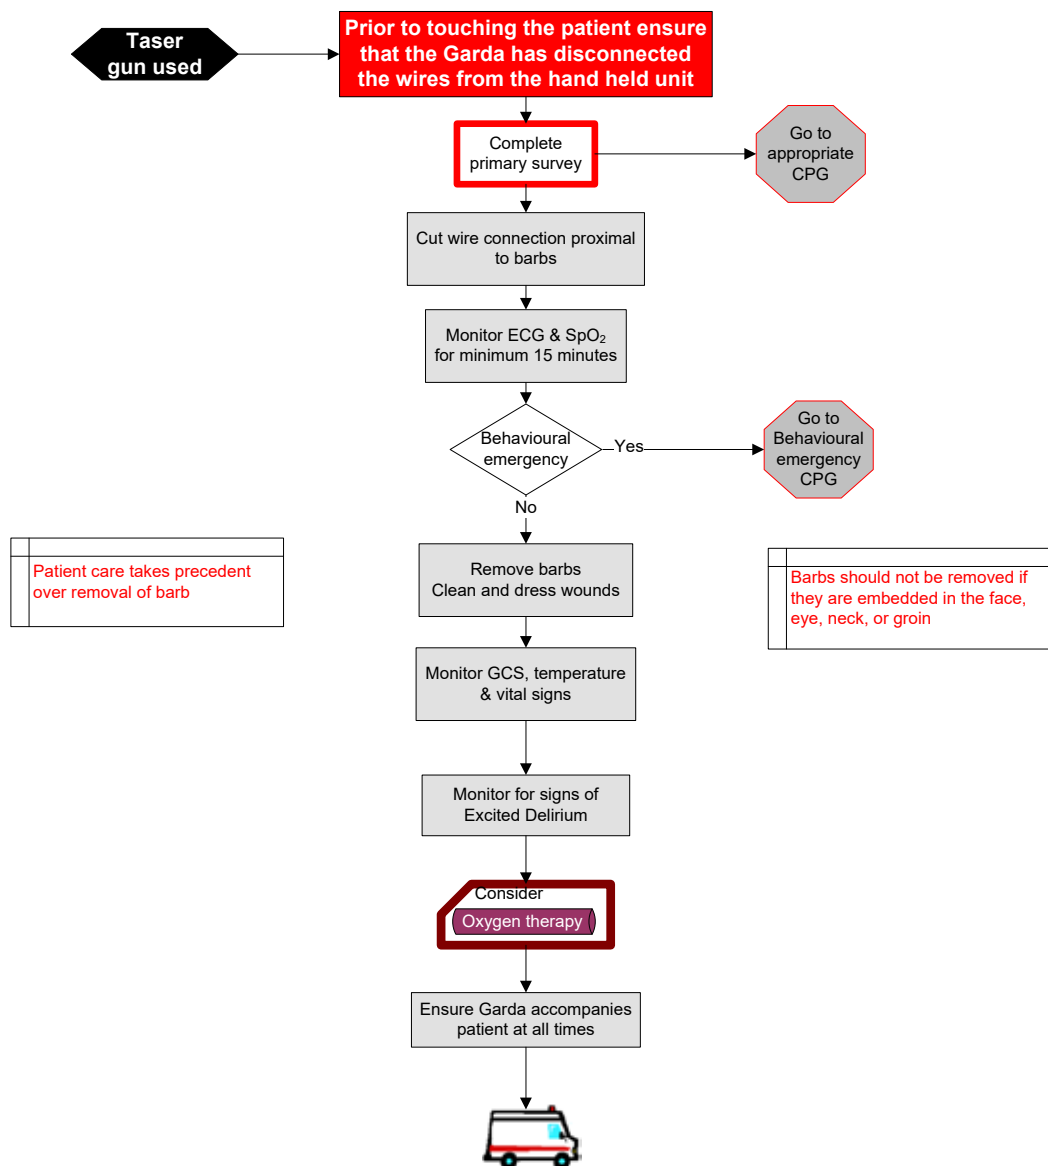 Taser
gun used
Prior to touching the patient ensure
that the Garda has disconnected
the wires from the hand held unit
Complete
primary survey
Go to
appropriate
CPG
Cut wire connection proximal
to barbs
Monitor ECG & SpO₂
for minimum 15 minutes
Behavioural
emergency
Yes
Go to
Behavioural
emergency
CPG
No
Patient care takes precedent
over removal of barb
Remove barbs
Clean and dress wounds
Barbs should not be removed if
they are embedded in the face,
eye, neck, or groin
Monitor GCS, temperature
& vital signs
Monitor for signs of
Excited Delirium
Consider
Oxygen therapy
Ensure Garda accompanies
patient at all times